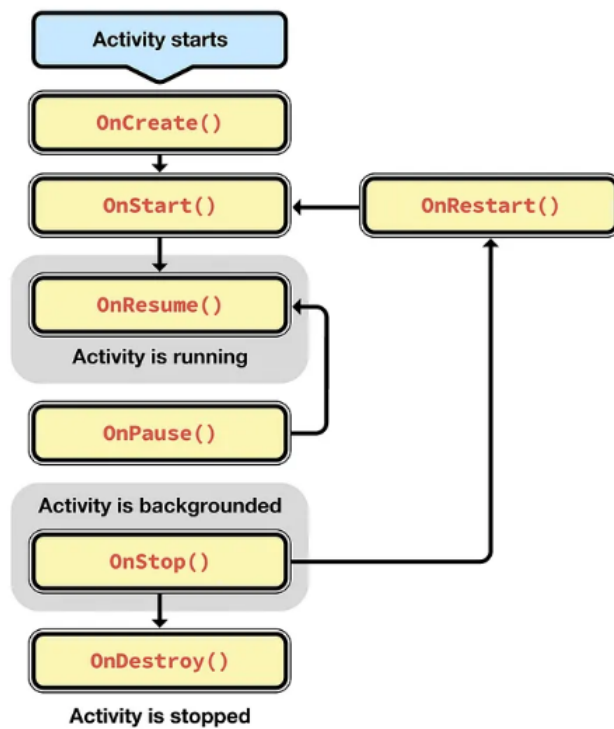 Activity starts
OnCreate()
OnStart()
OnRestart()
OnResume()
Activity is running
OnPause()
Activity is backgrounded
OnStop()
OnDestroy()
Activity is stopped